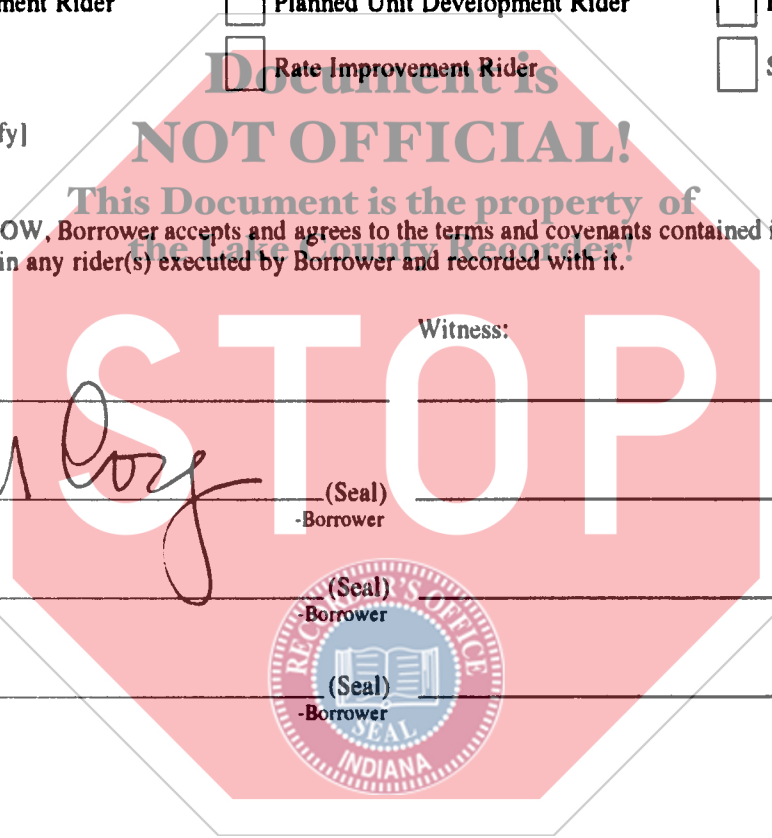 ment Rider Planned Unit Development Rider
Document is
Rate Improvement Rider S
NOT OFFICIAL!
fy]
This Document is the property of
OW, Borrower accepts and agrees to the terms and covenants contained i
the Lake County Recorder!
in any rider(s) executed by Borrower and recorded with it.
Witness:
STOP
(Seal)
-Borrower
(Seal)
-Borrower
RECORDER'S OFFICE
(Seal)
-Borrower
SEAL
INDIANA